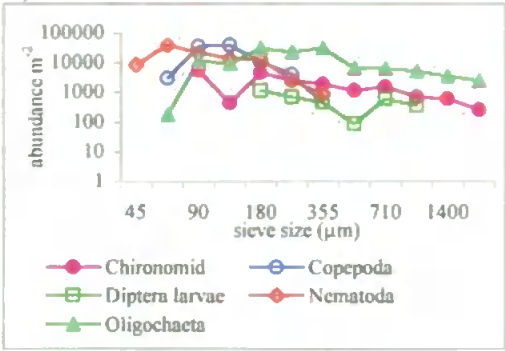 100000
10000
1000
100
10
1
abundance m⁻²
45 90 180 355 710 1400
sieve size (µm)
Chironomid Copepoda
Diptera larvae Nematoda
Oligochaeta